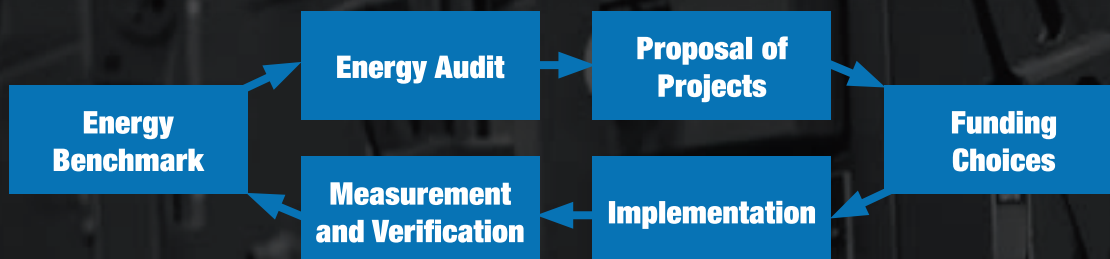 Energy
Benchmark
Energy Audit
Proposal of
Projects
Funding
Choices
Implementation
Measurement
and Verification